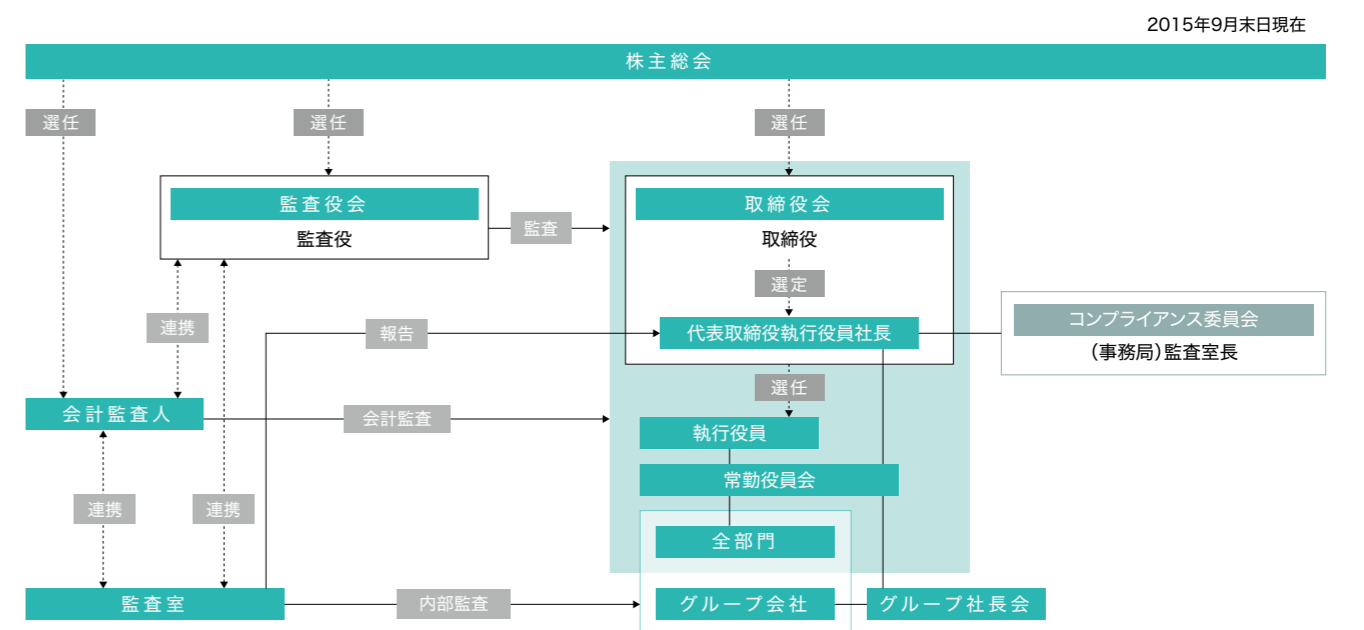 2015年9月末日現在
株主総会
選任
選任
選任
監査役会
監査役
監査
取締役会
取締役
選定
代表取締役執行役員社長
コンプライアンス委員会
(事務局)監査室長
連携
報告
選任
会計監査人
会計監査
執行役員
常勤役員会
連携
連携
全部門
監査室
内部監査
グループ会社
グループ社長会